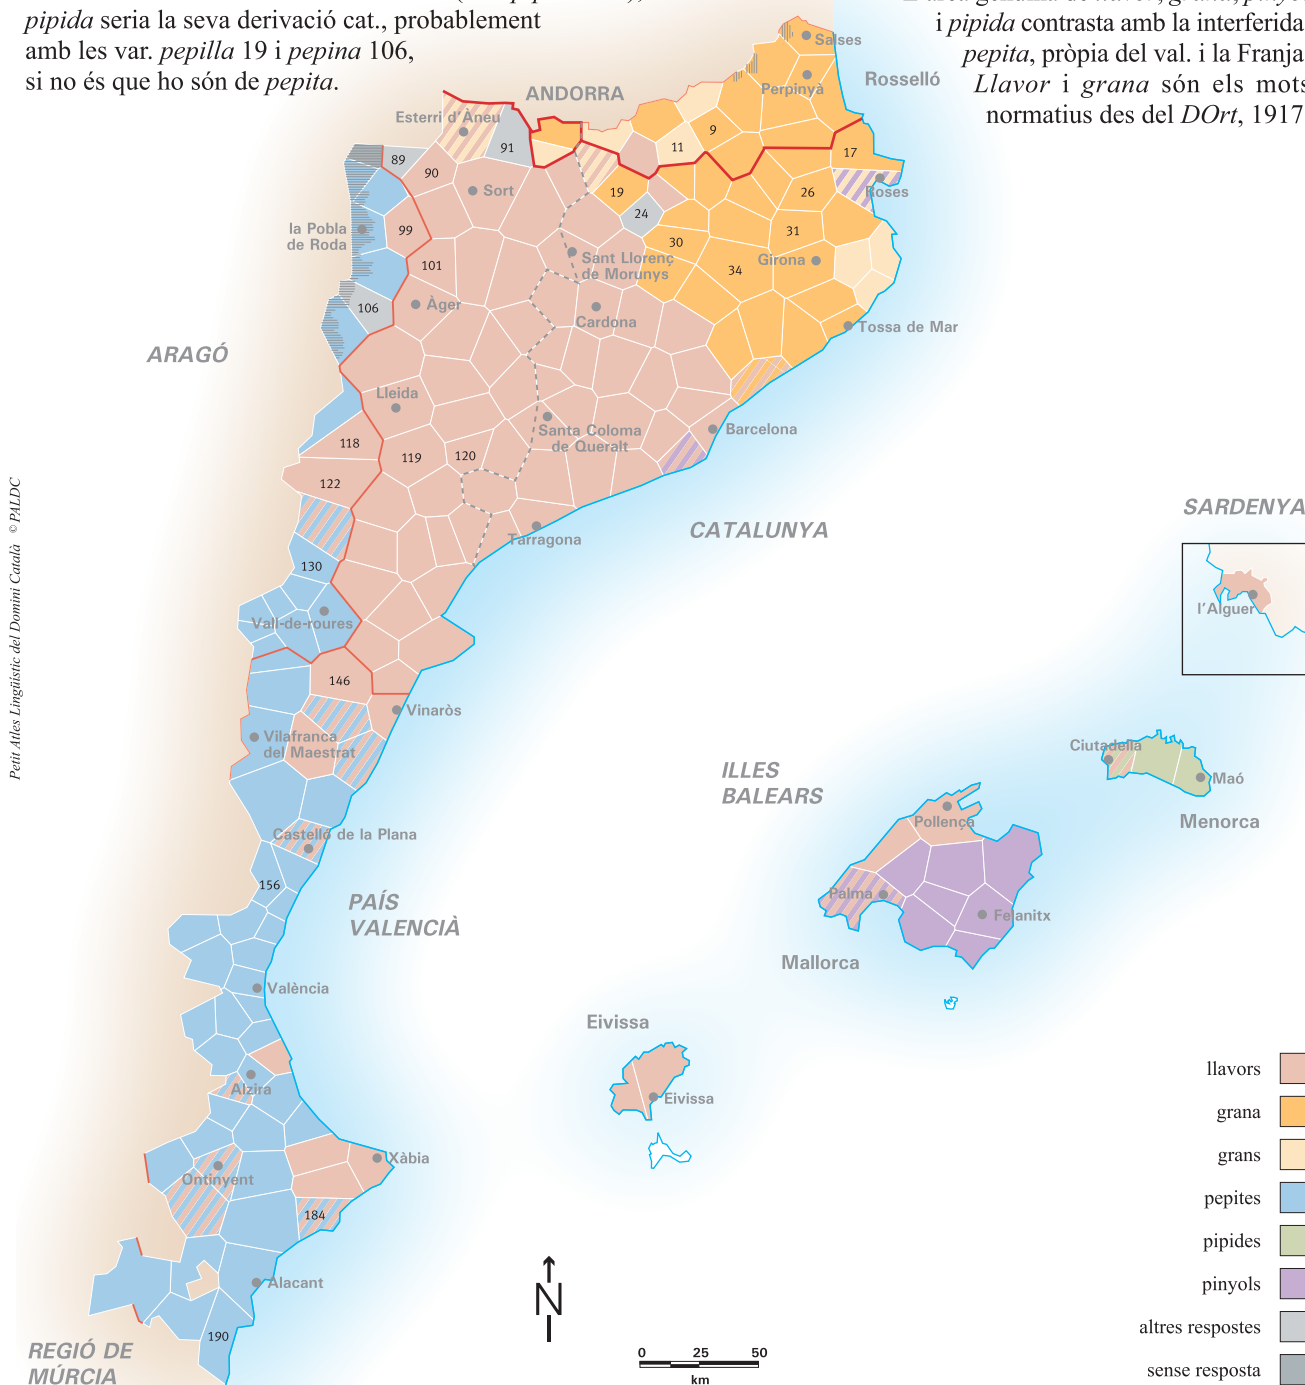 pipida seria la seva derivació cat., probablement
amb les var. pepilla 19 i pepina 106,
si no és que ho són de pepita.
i pipida contrasta amb la interferida
pepita, pròpia del val. i la Franja.
Llavor i grana són els mots
normatius des del DOrt, 1917
Salses
Rosselló
Perpinyà
ANDORRA
Esterri d'Àneu
9
11
91
89
90
17
Sort
19
26
Roses
24
la Pobla
de Roda
99
31
30
Sant Llorenç
de Morunys
Girona
101
34
Àger
106
Cardona
Tossa de Mar
ARAGÓ
Lleida
Santa Coloma
de Queralt
Barcelona
118
119
120
122
Petit Atles Lingüístic del Domini Català © PALDC
SARDENYA
CATALUNYA
Tarragona
130
l'Alguer
Vall-de-roures
146
Vinaròs
Vilafranca
del Maestrat
Ciutadella
ILLES
BALEARS
Maó
Pollença
Menorca
Castelló de la Plana
156
PAÍS
VALENCIÀ
Palma
Felanitx
Mallorca
València
Eivissa
llavors
Alzira
Eivissa
grana
grans
Xàbia
Ontinyent
pepites
184
pipides
Alacant
pinyols
N
190
altres respostes
REGIÓ DE
MÚRCIA
0 25 50
km
sense resposta